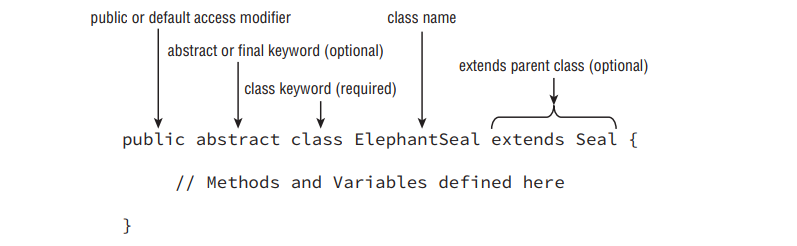 public or default access modifier
class name
abstract or final keyword (optional)
extends parent class (optional)
class keyword (required)
public abstract class ElephantSeal extends Seal {
// Methods and Variables defined here
}